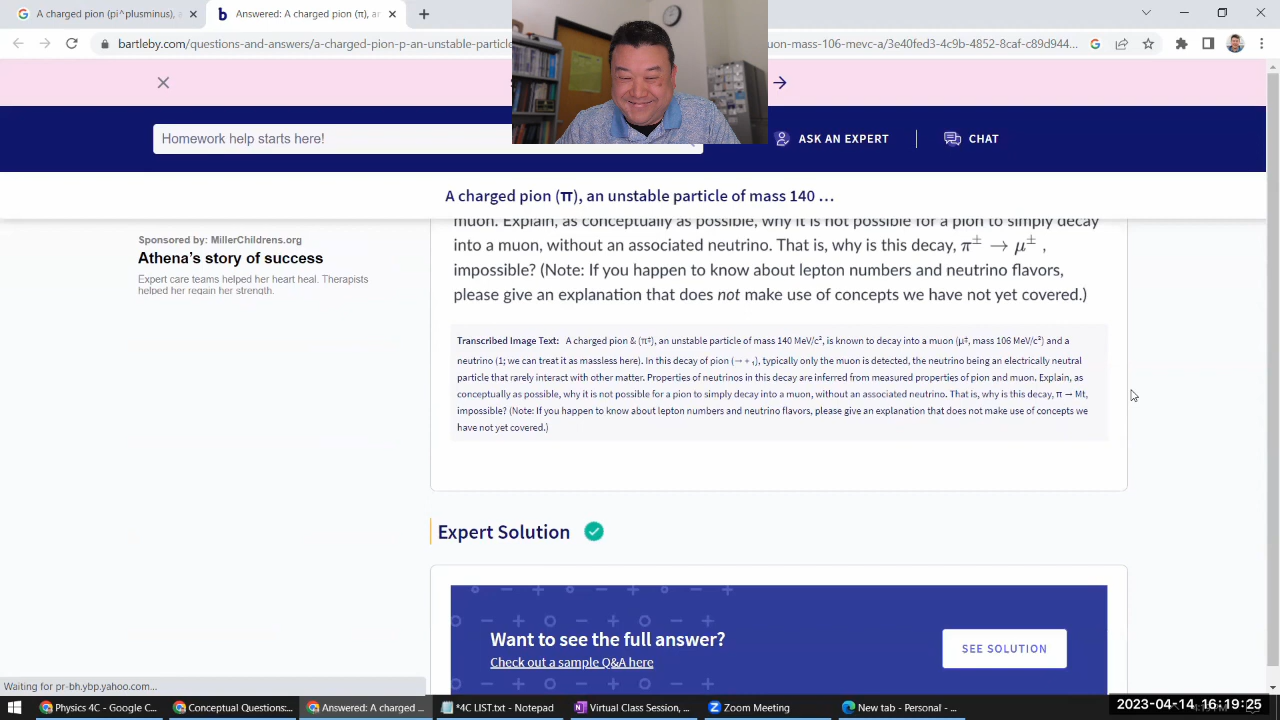 A charged pion (pi^plusminus),
A charged pion (π), an
bartleby.com/questions-and-answers/a-charged-pion-p-an-unstable-partic
on-mass-106-mevc/3e40fed3-4c9b-4852-8caf-c89d944...
Homework help starts here!
ASK AN EXPERT
CHAT
A charged pion (π), an unstable particle of mass 140 ...
Sponsored by: MillerChildrens.org
Athena’s story of success
Expert care teams helped her heart heal. Therapists
helped her regain her strength.
muon. Explain, as conceptually as possible, why it is not possible for a pion to simply decay
into a muon, without an associated neutrino. That is, why is this decay, π± → μ± ,
impossible? (Note: If you happen to know about lepton numbers and neutrino flavors,
please give an explanation that does not make use of concepts we have not yet covered.)
Transcribed Image Text: A charged pion & (π‡), an unstable particle of mass 140 MeV/c², is known to decay into a muon (μ‡, mass 106 MeV/c²) and a
neutrino (1; we can treat it as massless here). In this decay of pion (→ + ,), typically only the muon is detected, the neutrino being an electrically neutral
particle that rarely interact with other matter. Properties of neutrinos in this decay are inferred from measured properties of pion and muon. Explain, as
conceptually as possible, why it is not possible for a pion to simply decay into a muon, without an associated neutrino. That is, why is this decay, π → Mt,
impossible? (Note: If you happen to know about lepton numbers and neutrino flavors, please give an explanation that does not make use of concepts we
have not yet covered.)
Expert Solution
Want to see the full answer?
Check out a sample Q&A here
SEE SOLUTION
Waiting for pr-bh.ybp.yahoo.com...
Physics 4C - Google C...
Conceptual Questions:...
Answered: A charged ...
*4C LIST.txt - Notepad
Virtual Class Session, ...
Zoom Meeting
New tab - Personal - ...
2023-04-14 16:19:25